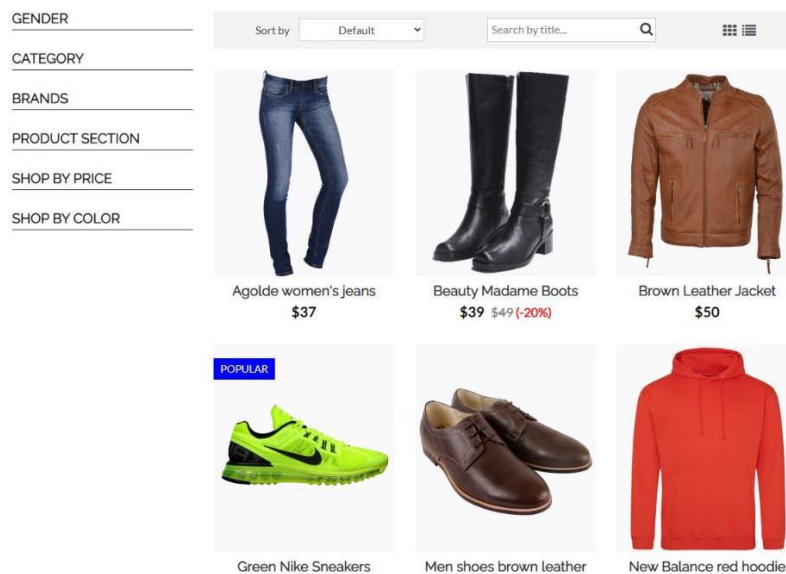 GENDER
CATEGORY
BRANDS
PRODUCT SECTION
SHOP BY PRICE
SHOP BY COLOR
Sort by Default Search by title...
Agolde women's jeans
$37
Beauty Madame Boots
$39 $49 (-20%)
Brown Leather Jacket
$50
POPULAR
Green Nike Sneakers
Men shoes brown leather
New Balance red hoodie